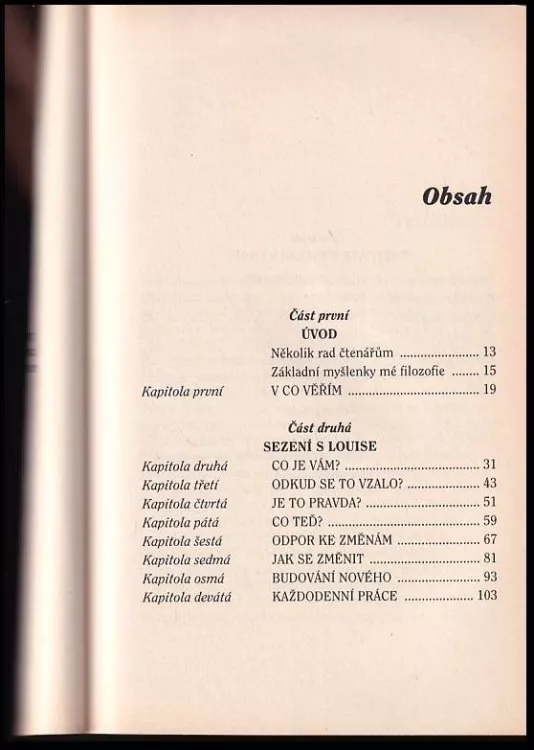 Obsah
Část první
ÚVOD
Několik rad čtenářům ........................ 13
Základní myšlenky mé filozofie ........ 15
Kapitola první V CO VĚŘÍM ........................................ 19
Část druhá
SEZENÍ S LOUISE
Kapitola druhá CO JE VÁM? ......................................... 31
Kapitola třetí ODKUD SE TO VZALO? ....................... 43
Kapitola čtvrtá JE TO PRAVDA? .................................. 51
Kapitola pátá CO TEĎ? .............................................. 59
Kapitola šestá ODPOR KE ZMĚNÁM .......................... 67
Kapitola sedmá JAK SE ZMĚNIT ................................... 81
Kapitola osmá BUDOVÁNÍ NOVÉHO ......................... 93
Kapitola devátá KAŽDODENNÍ PRÁCE ..................... 103